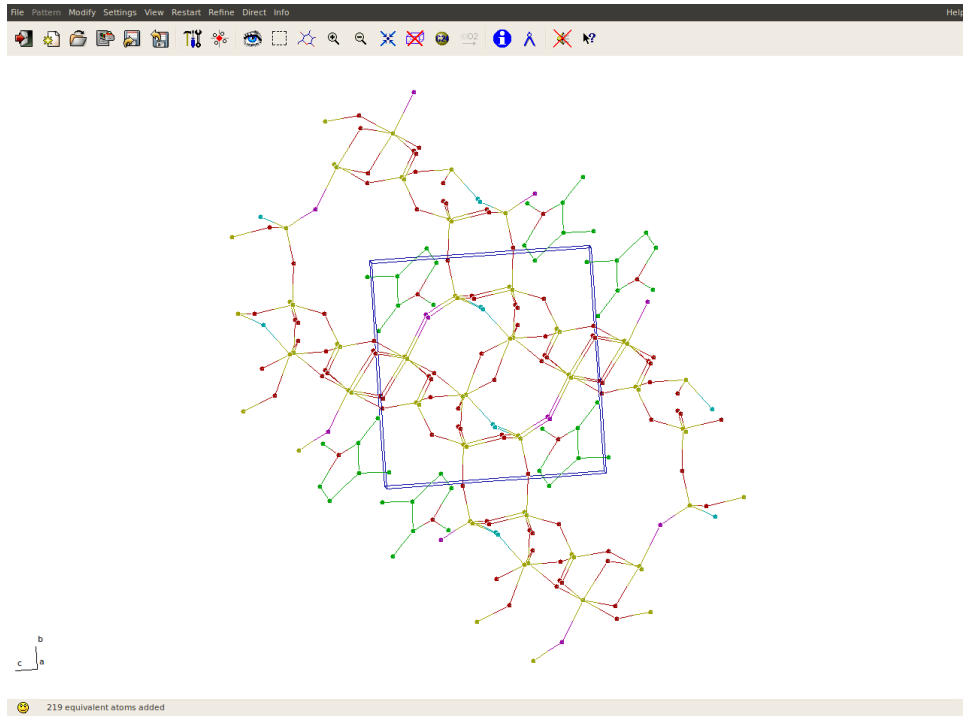 File Pattern Modify Settings View Restart Refine Direct Info Help
b
c a
219 equivalent atoms added